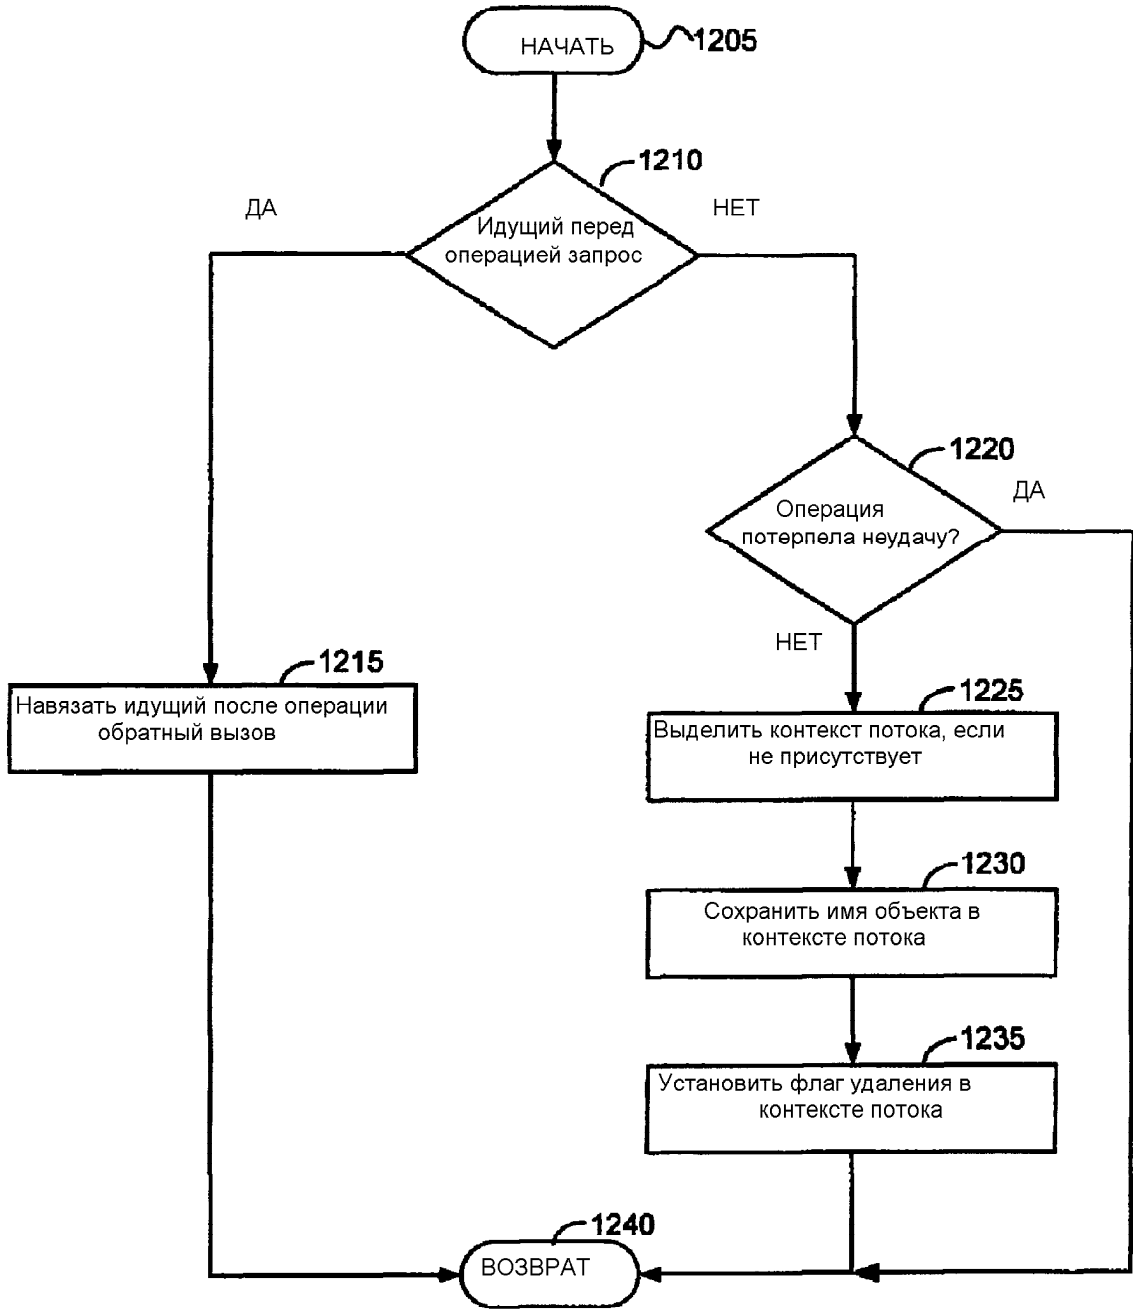 НАЧАТЬ
1205
1210
ДА
НЕТ
Идущий перед
операцией запрос
1220
ДА
Операция
потерпела неудачу?
НЕТ
1215
Навязать идущий после операции
обратный вызов
1225
Выделить контекст потока, если
не присутствует
1230
Сохранить имя объекта в
контексте потока
1235
Установить флаг удаления в
контексте потока
1240
ВОЗВРАТ